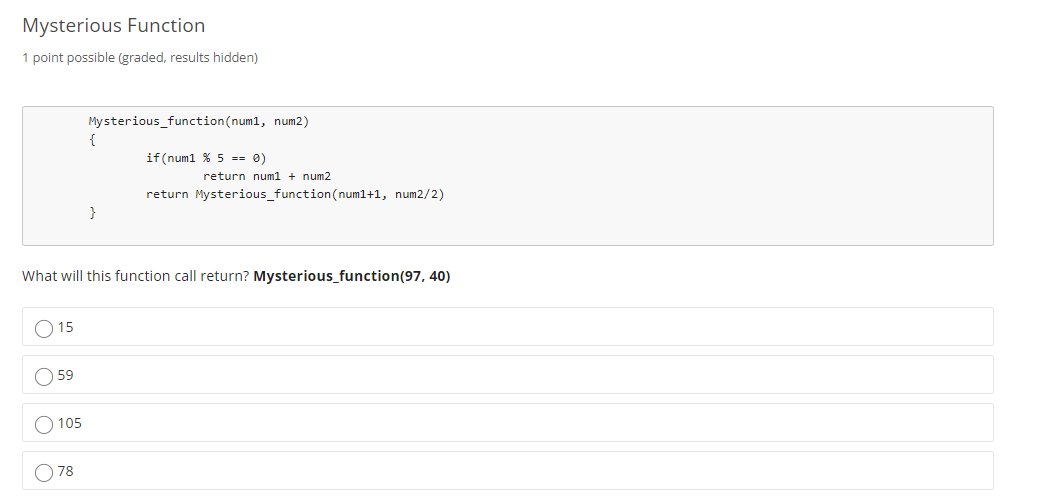 Mysterious Function
1 point possible (graded, results hidden)
Mysterious_function(num1, num2)
{
if(num1 % 5 == 0)
return num1 + num2
return Mysterious_function(num1+1, num2/2)
}
What will this function call return? Mysterious_function(97, 40)
15
59
105
78